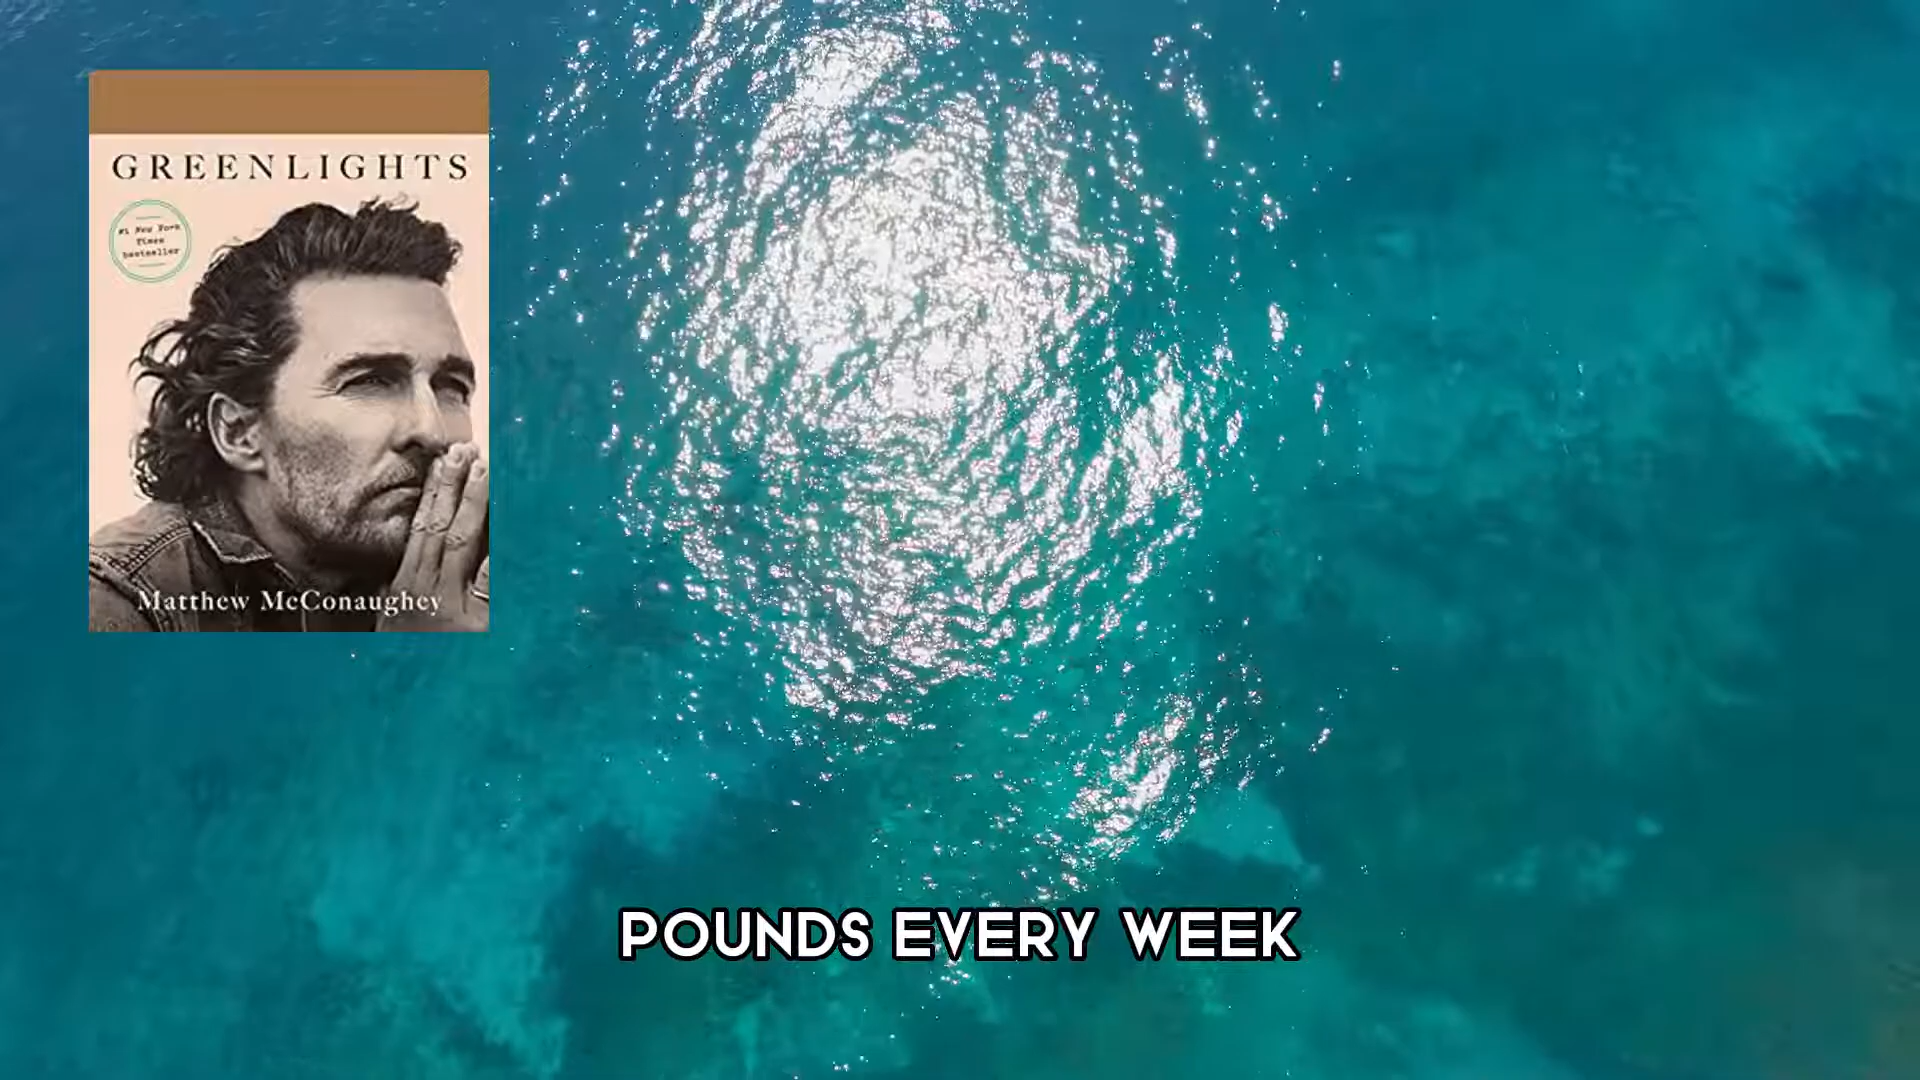 GREENLIGHTS
#1 New York
Times
bestseller
Matthew McConaughey
POUNDS EVERY WEEK